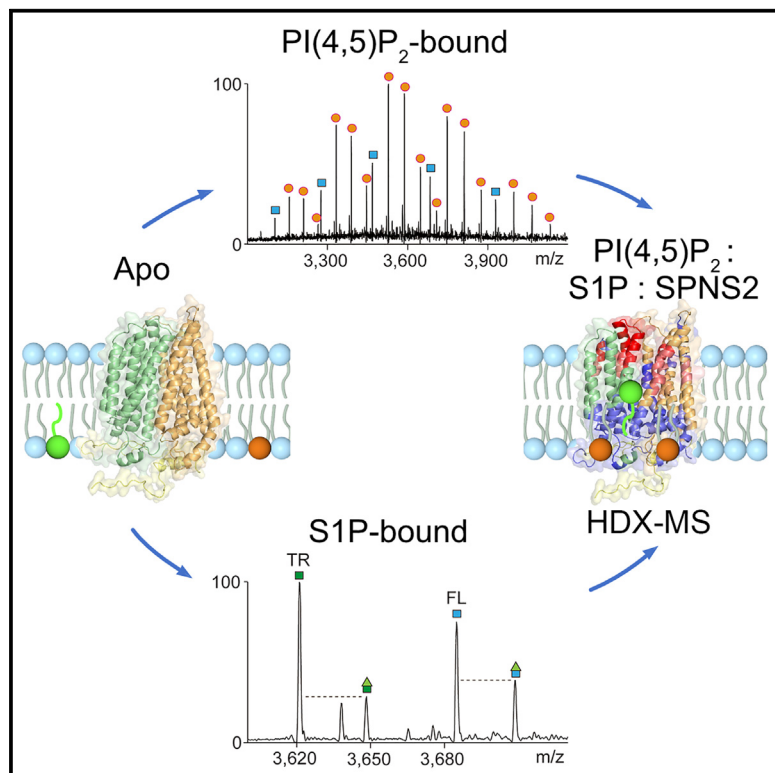 PI(4,5)P₂-bound
100
0
3,300 3,600 3,900 m/z
Apo
PI(4,5)P₂ :
S1P : SPNS2
HDX-MS
S1P-bound
TR
FL
100
0
3,620 3,650 3,680 m/z